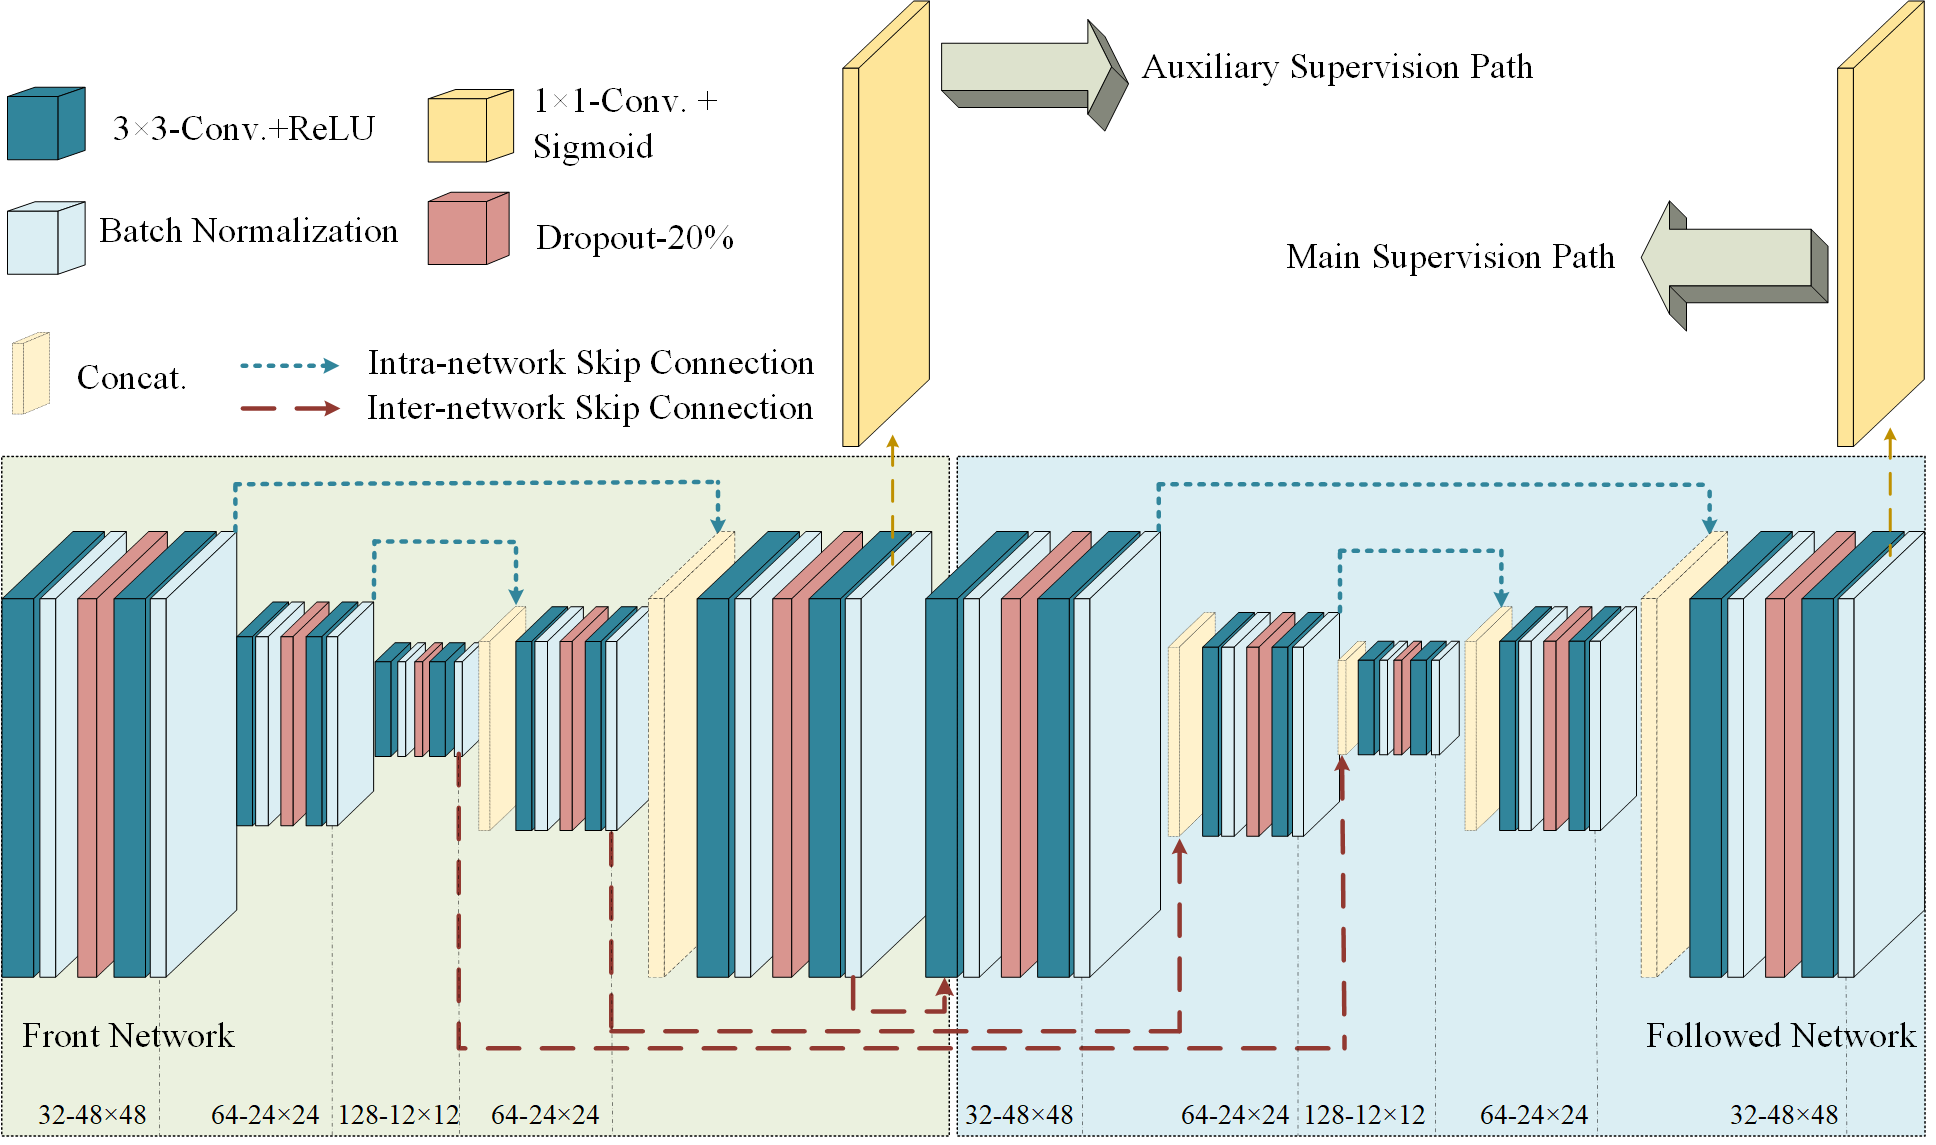 Auxiliary Supervision Path
3×3-Conv.+ReLU
1×1-Conv. +
Sigmoid
Batch Normalization
Dropout-20%
Main Supervision Path
Concat.
Intra-network Skip Connection
Inter-network Skip Connection
Front Network
Followed Network
32-48×48
64-24×24
128-12×12
64-24×24
32-48×48
64-24×24
128-12×12
64-24×24
32-48×48